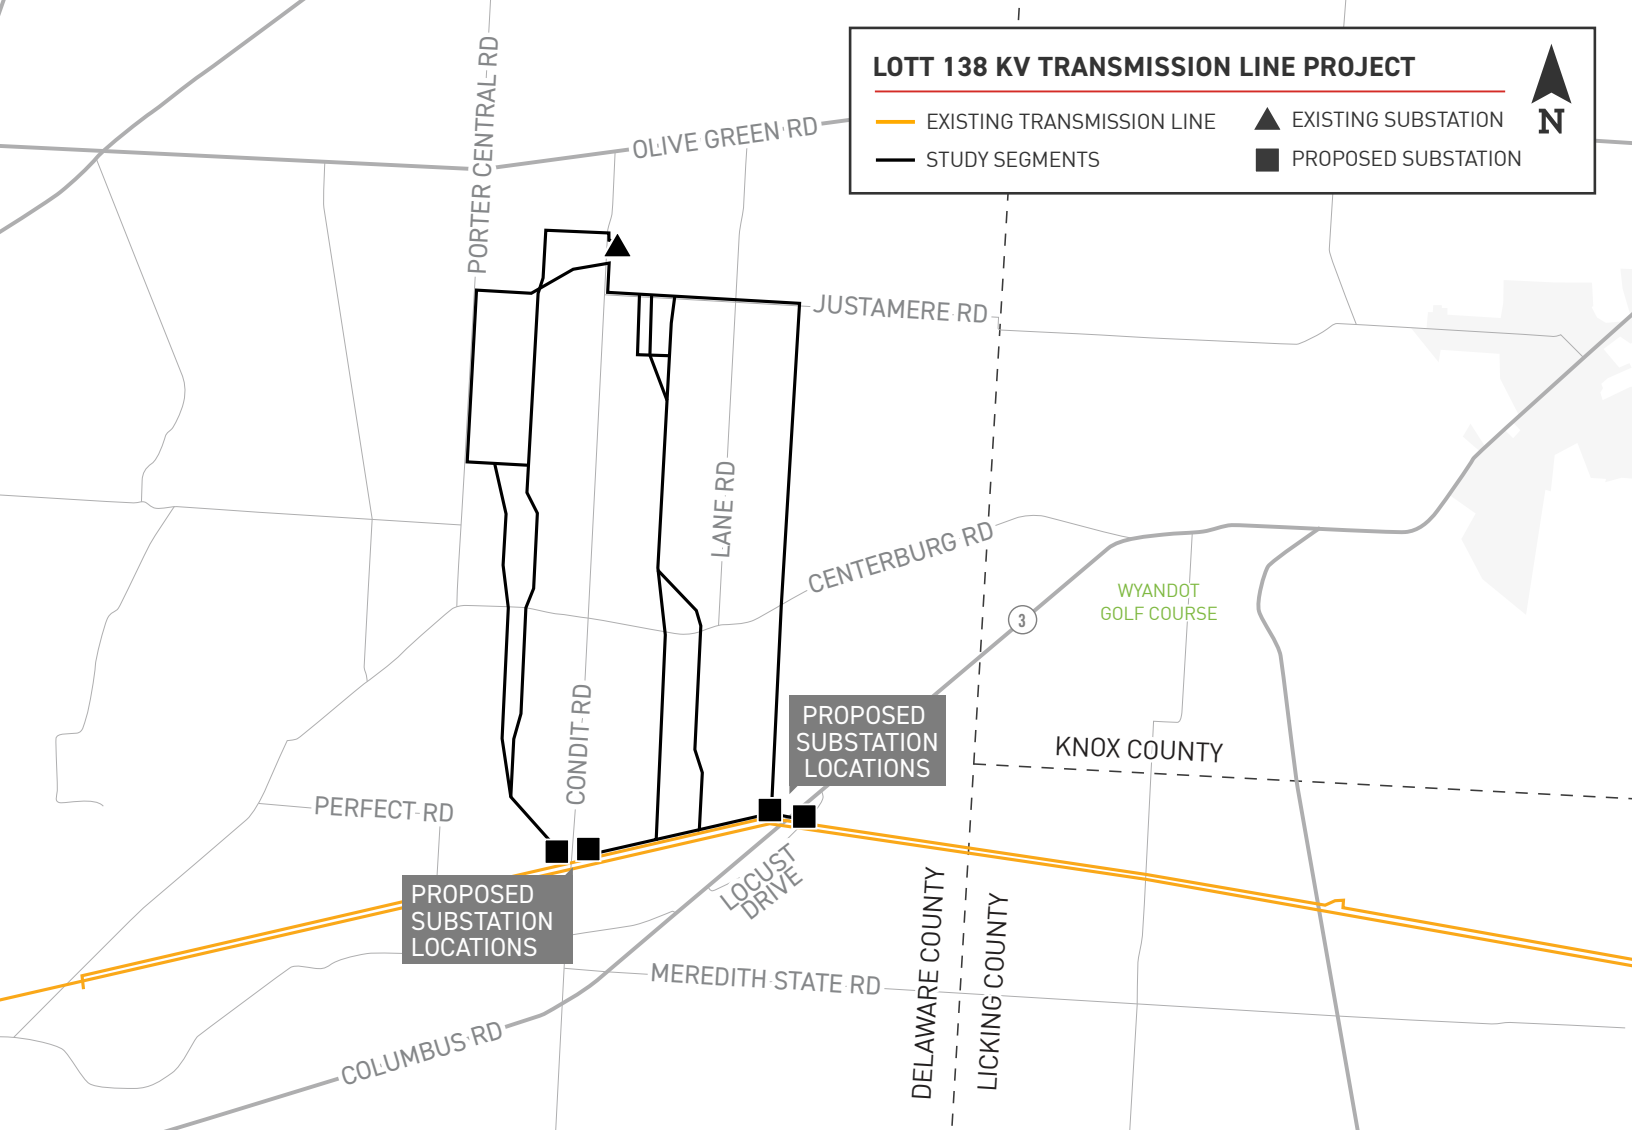 LOTT 138 KV TRANSMISSION LINE PROJECT
EXISTING TRANSMISSION LINE
EXISTING SUBSTATION
STUDY SEGMENTS
PROPOSED SUBSTATION
N
PORTER CENTRAL RD
OLIVE GREEN RD
JUSTAMERE RD
LANE RD
CENTERBURG RD
3
WYANDOT
GOLF COURSE
CONDIT RD
PROPOSED
SUBSTATION
LOCATIONS
KNOX COUNTY
PERFECT RD
LOCUST
DRIVE
PROPOSED
SUBSTATION
LOCATIONS
DELAWARE COUNTY
LICKING COUNTY
MEREDITH STATE RD
COLUMBUS RD